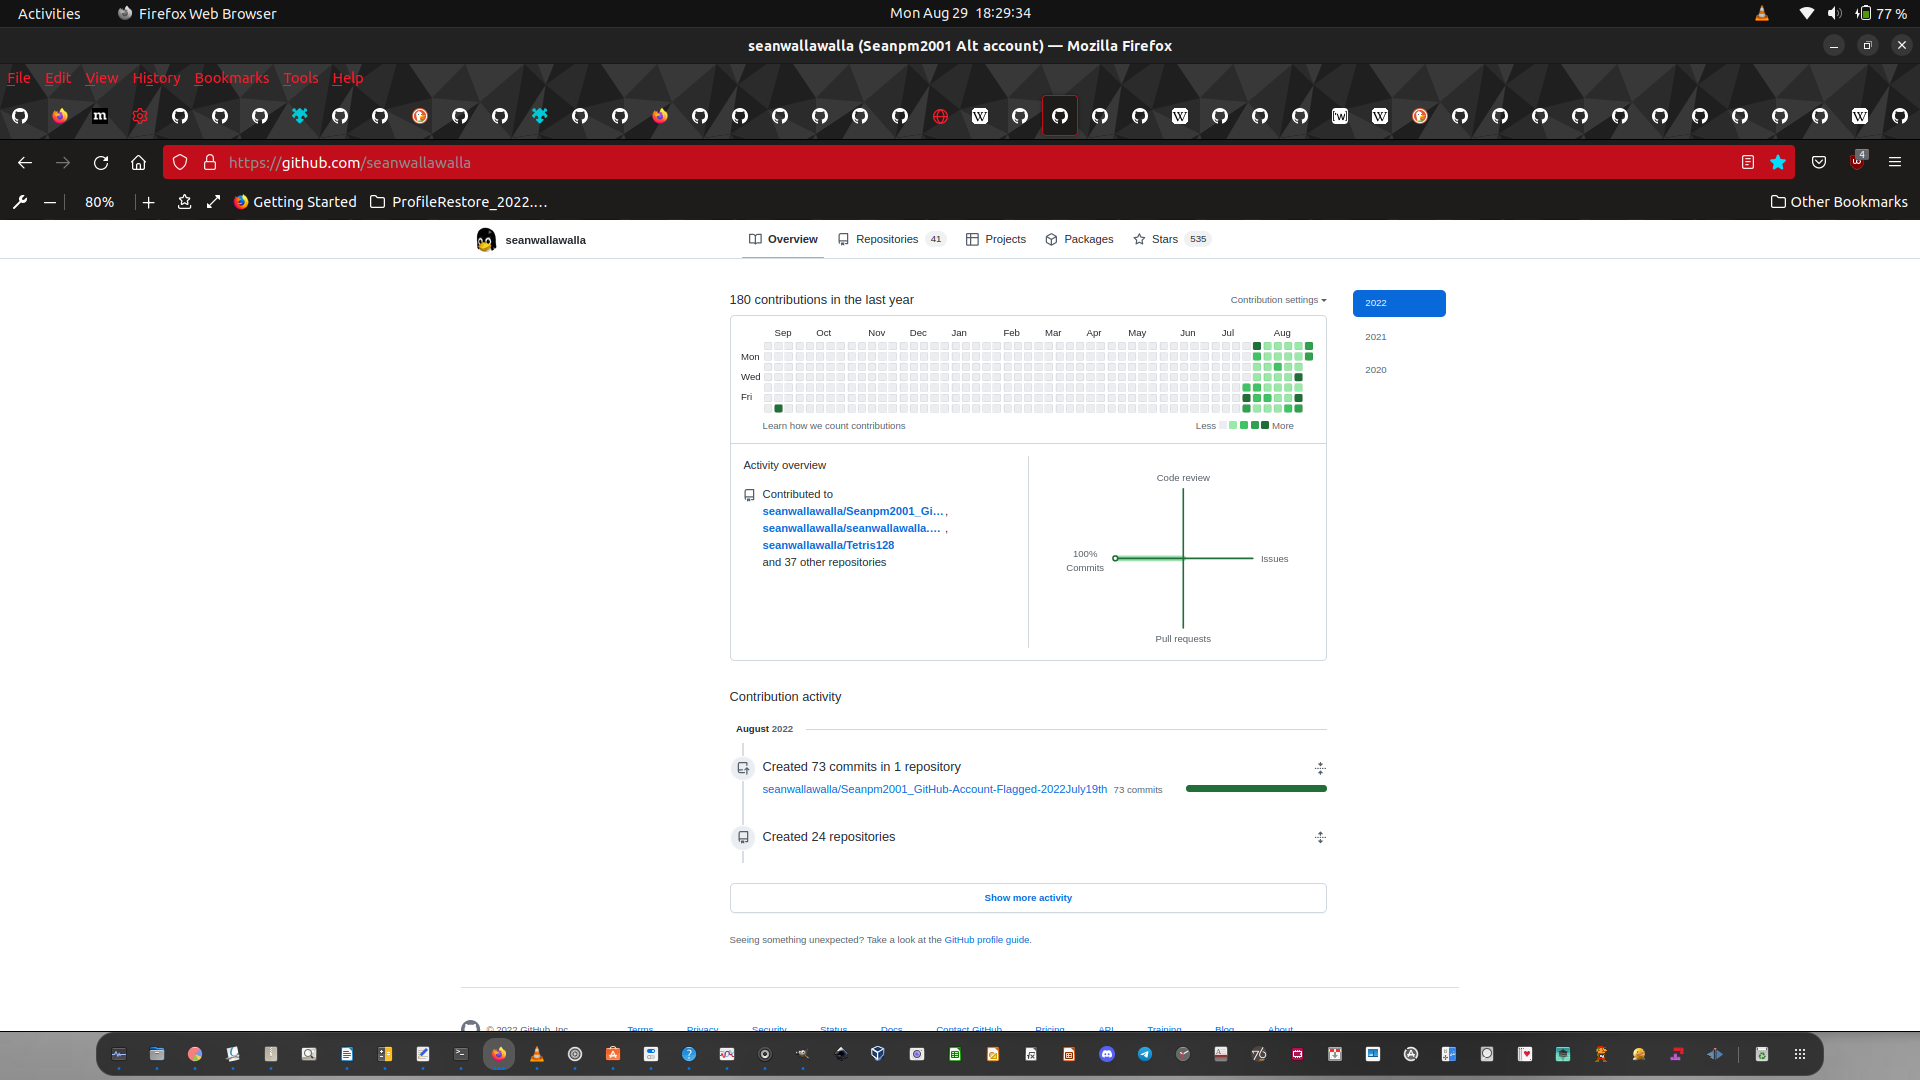 Activities Firefox Web Browser Mon Aug 29 18:29:34 77 %
seanwallawalla (Seanpm2001 Alt account) — Mozilla Firefox
File Edit View History Bookmarks Tools Help
https://github.com/seanwallawalla 4
80% Getting Started ProfileRestore_2022.… Other Bookmarks
seanwallawalla Overview Repositories 41 Projects Packages Stars 535
180 contributions in the last year Contribution settings 2022
Sep Oct Nov Dec Jan Feb Mar Apr May Jun Jul Aug
2021
Mon
2020
Wed
Fri
Learn how we count contributions Less More
Activity overview
Contributed to
seanwallawalla/Seanpm2001_Gi…,
seanwallawalla/seanwallawalla.… ,
seanwallawalla/Tetris128
and 37 other repositories
Code review
100%
Commits
Issues
Pull requests
Contribution activity
August 2022
Created 73 commits in 1 repository
seanwallawalla/Seanpm2001_GitHub-Account-Flagged-2022July19th 73 commits
Created 24 repositories
Show more activity
Seeing something unexpected? Take a look at the GitHub profile guide.
© 2022 GitHub, Inc. Terms Privacy Security Status Docs Contact GitHub Pricing API Training Blog About